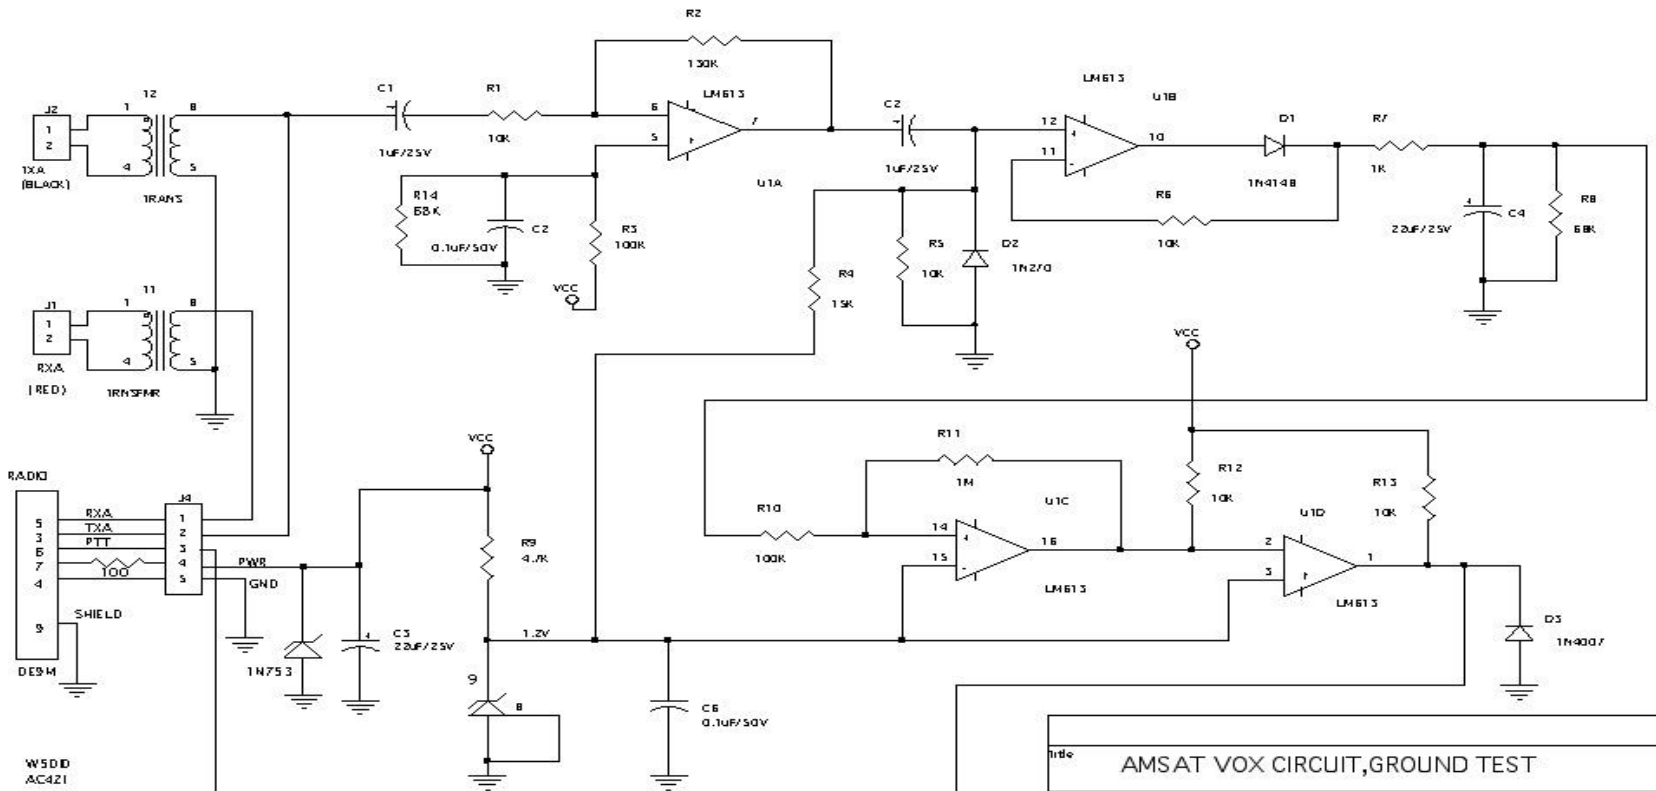 R2
130K
12
C1
R1
LM613
LM613
U1B
C2
D1
R7
J2
1
8
6
7
12
10
1
2
10K
5
11
4
5
1uF/25V
1uF/25V
1N4148
1K
TXA
(BLACK)
1RANS
U1A
R14
68K
R6
R8
C2
R3
C4
0.1uF/50V
100K
R5
D2
22uF/25V
68K
10K
R4
10K
1N270
15K
VCC
11
J1
1
8
1
2
4
5
RXA
(RED)
1RNSFMR
VCC
VCC
R11
R12
1M
10K
R13
RADIO
J4
R10
U1C
U1D
10K
5
RXA
1
14
3
TXA
2
16
2
1
6
PTT
3
R9
4.7K
100K
15
3
7
100
4
PWR
4
5
GND
LM613
LM613
SHIELD
9
C3
22uF/25V
1.2V
D3
1N4007
DE9M
1N753
9
8
C6
0.1uF/50V
W5DID
AC4ZI
Title
AMSAT VOX CIRCUIT,GROUND TEST